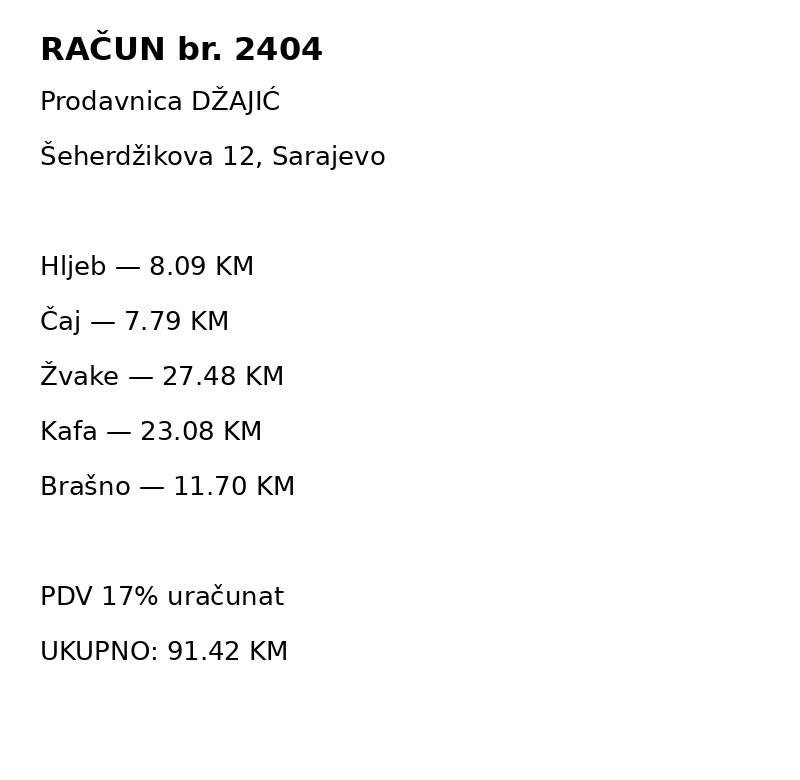 RAČUN br. 2404
Prodavnica DŽAJIĆ
Šeherdžikova 12, Sarajevo
Hljeb — 8.09 KM
Čaj — 7.79 KM
Žvake — 27.48 KM
Kafa — 23.08 KM
Brašno — 11.70 KM
PDV 17% uračunat
UKUPNO: 91.42 KM